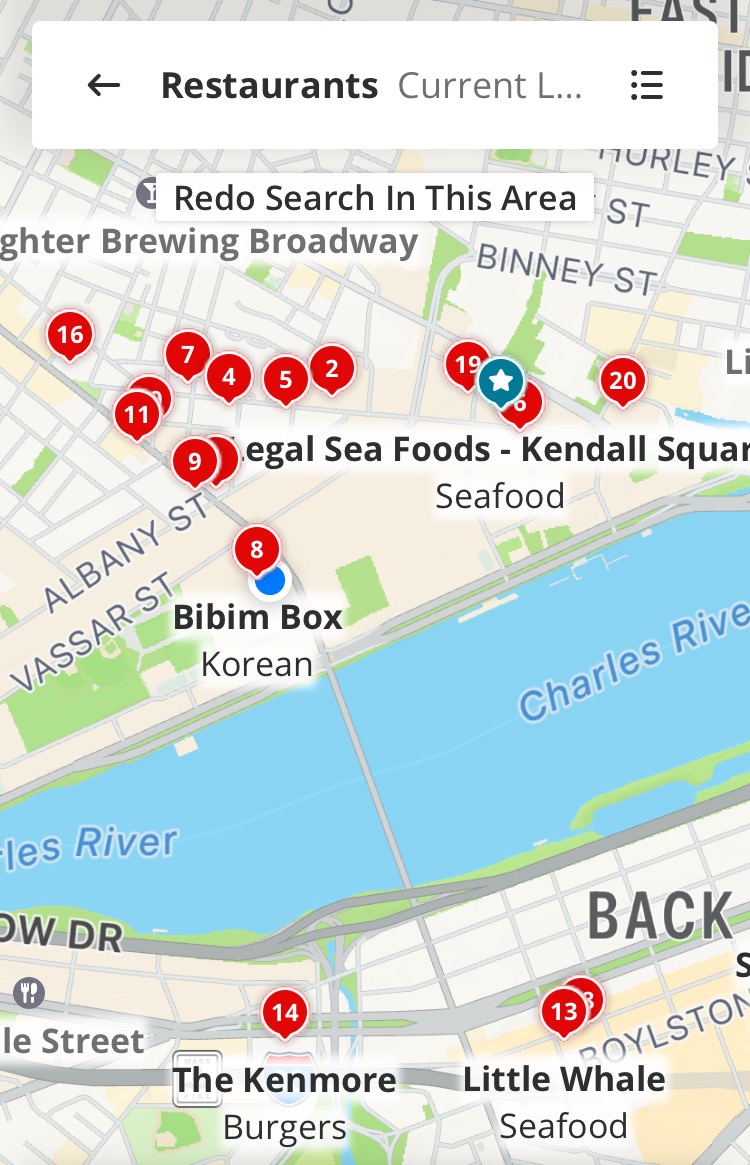 EAST
Restaurants Current L...
HURLEY S
Redo Search In This Area
ST
ghter Brewing Broadway
BINNEY ST
16
7
4
5
2
19
6
20
Li
11
9
Legal Sea Foods - Kendall Squar
Seafood
ALBANY ST
8
VASSAR ST
Bibim Box
Korean
Charles Rive
les River
BACK
OW DR
S
14
13
8
BOYLSTON
le Street
MASS
PIKE
The Kenmore
Burgers
Little Whale
Seafood